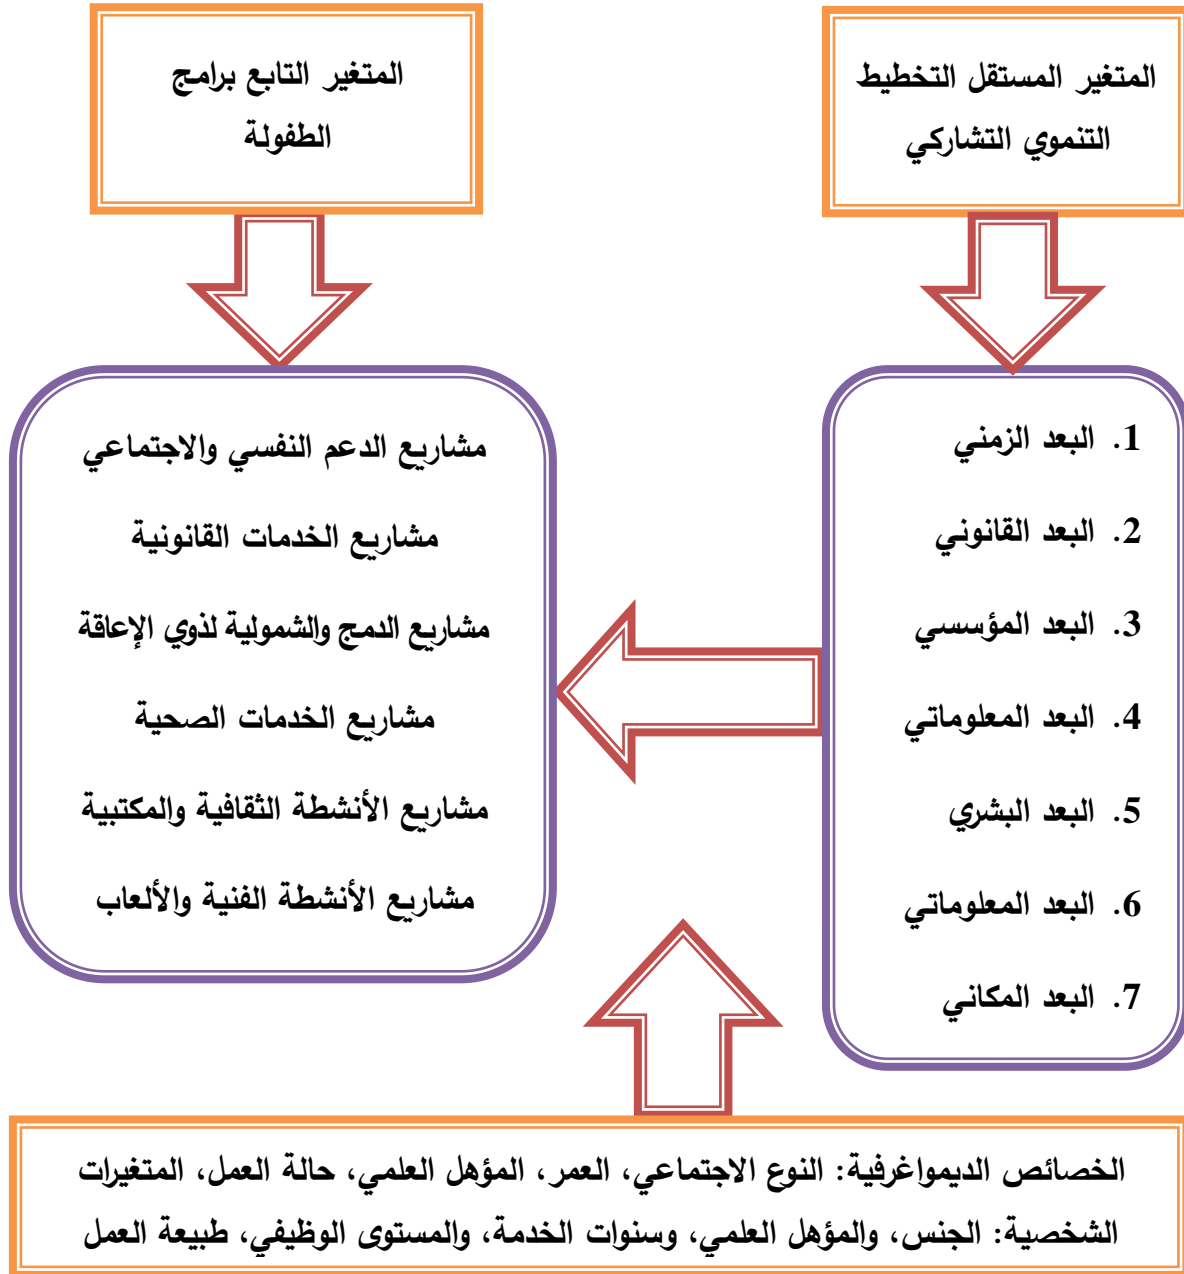 المتغير المستقل التخطيط
التنموي التشاركي
المتغير التابع برامج
الطفولة
1. البعد الزمني
2. البعد القانوني
3. البعد المؤسسي
4. البعد المعلوماتي
5. البعد البشري
6. البعد المعلوماتي
7. البعد المكاني
مشاريع الدعم النفسي والاجتماعي
مشاريع الخدمات القانونية
مشاريع الدمج والشمولية لذوي الإعاقة
مشاريع الخدمات الصحية
مشاريع الأنشطة الثقافية والمكتبية
مشاريع الأنشطة الفنية والألعاب
الخصائص الديمواغرفية: النوع الاجتماعي، العمر، المؤهل العلمي، حالة العمل، المتغيرات
الشخصية: الجنس، والمؤهل العلمي، وسنوات الخدمة، والمستوى الوظيفي، طبيعة العمل